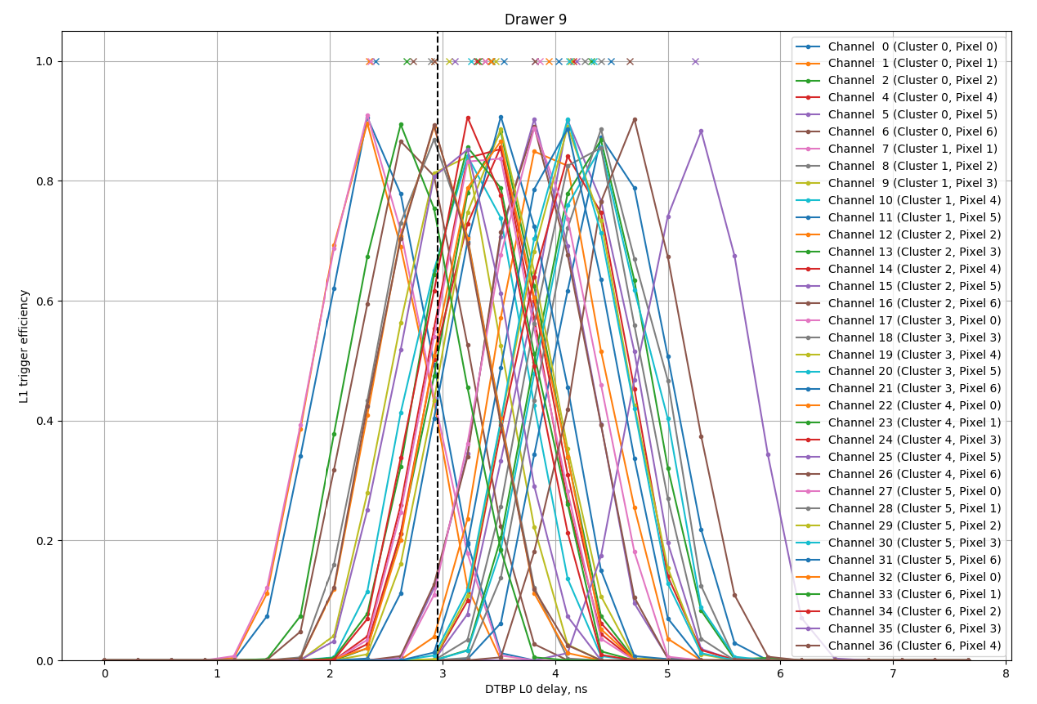 Drawer 9
L1 trigger efficiency
1.0
0.8
0.6
0.4
0.2
0.0
0 1 2 3 4 5 6 7 8
DTBP L0 delay, ns
Channel 0 (Cluster 0, Pixel 0)
Channel 1 (Cluster 0, Pixel 1)
Channel 2 (Cluster 0, Pixel 2)
Channel 4 (Cluster 0, Pixel 4)
Channel 5 (Cluster 0, Pixel 5)
Channel 6 (Cluster 0, Pixel 6)
Channel 7 (Cluster 1, Pixel 1)
Channel 8 (Cluster 1, Pixel 2)
Channel 9 (Cluster 1, Pixel 3)
Channel 10 (Cluster 1, Pixel 4)
Channel 11 (Cluster 1, Pixel 5)
Channel 12 (Cluster 2, Pixel 2)
Channel 13 (Cluster 2, Pixel 3)
Channel 14 (Cluster 2, Pixel 4)
Channel 15 (Cluster 2, Pixel 5)
Channel 16 (Cluster 2, Pixel 6)
Channel 17 (Cluster 3, Pixel 0)
Channel 18 (Cluster 3, Pixel 3)
Channel 19 (Cluster 3, Pixel 4)
Channel 20 (Cluster 3, Pixel 5)
Channel 21 (Cluster 3, Pixel 6)
Channel 22 (Cluster 4, Pixel 0)
Channel 23 (Cluster 4, Pixel 1)
Channel 24 (Cluster 4, Pixel 3)
Channel 25 (Cluster 4, Pixel 5)
Channel 26 (Cluster 4, Pixel 6)
Channel 27 (Cluster 5, Pixel 0)
Channel 28 (Cluster 5, Pixel 1)
Channel 29 (Cluster 5, Pixel 2)
Channel 30 (Cluster 5, Pixel 3)
Channel 31 (Cluster 5, Pixel 6)
Channel 32 (Cluster 6, Pixel 0)
Channel 33 (Cluster 6, Pixel 1)
Channel 34 (Cluster 6, Pixel 2)
Channel 35 (Cluster 6, Pixel 3)
Channel 36 (Cluster 6, Pixel 4)